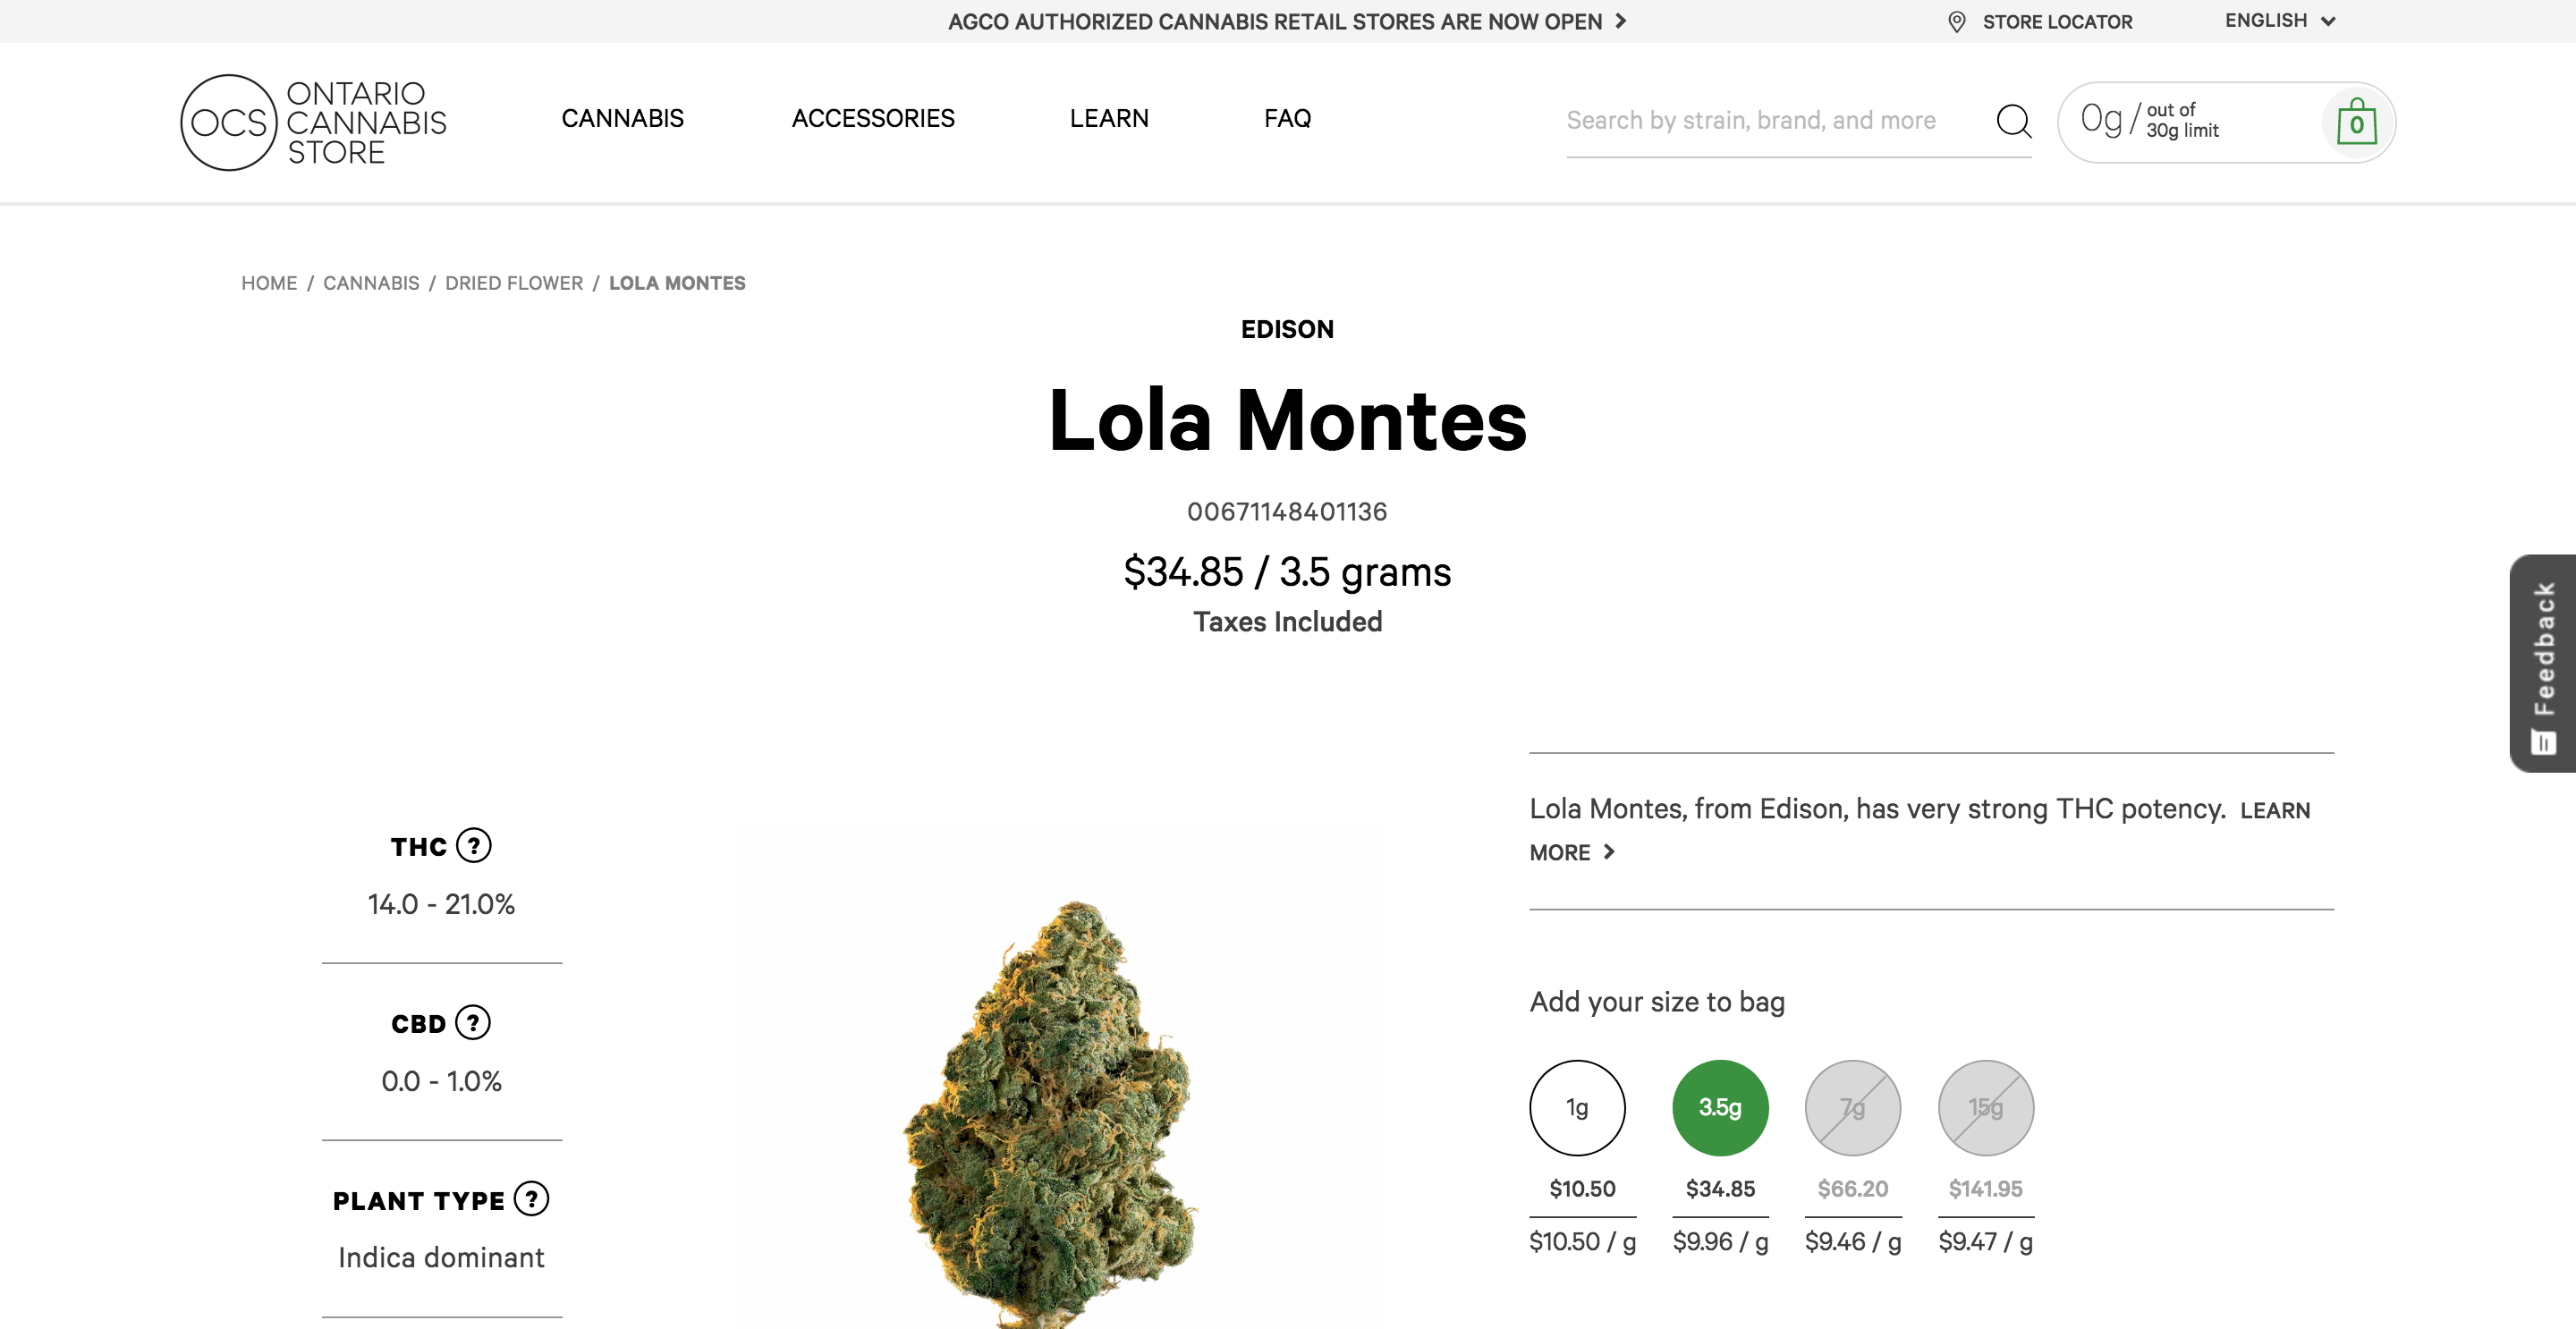 AGCO AUTHORIZED CANNABIS RETAIL STORES ARE NOW OPEN
STORE LOCATOR
ENGLISH
OCS
ONTARIO
CANNABIS
STORE
CANNABIS
ACCESSORIES
LEARN
FAQ
Search by strain, brand, and more
0g / out of
30g limit
0
HOME / CANNABIS / DRIED FLOWER / LOLA MONTES
EDISON
Lola Montes
00671148401136
$34.85 / 3.5 grams
Taxes Included
Feedback
THC ?
14.0 - 21.0%
CBD ?
0.0 - 1.0%
PLANT TYPE ?
Indica dominant
Lola Montes, from Edison, has very strong THC potency. LEARN
MORE
Add your size to bag
1g 3.5g 7g 15g
$10.50 $34.85 $66.20 $141.95
$10.50 / g $9.96 / g $9.46 / g $9.47 / g